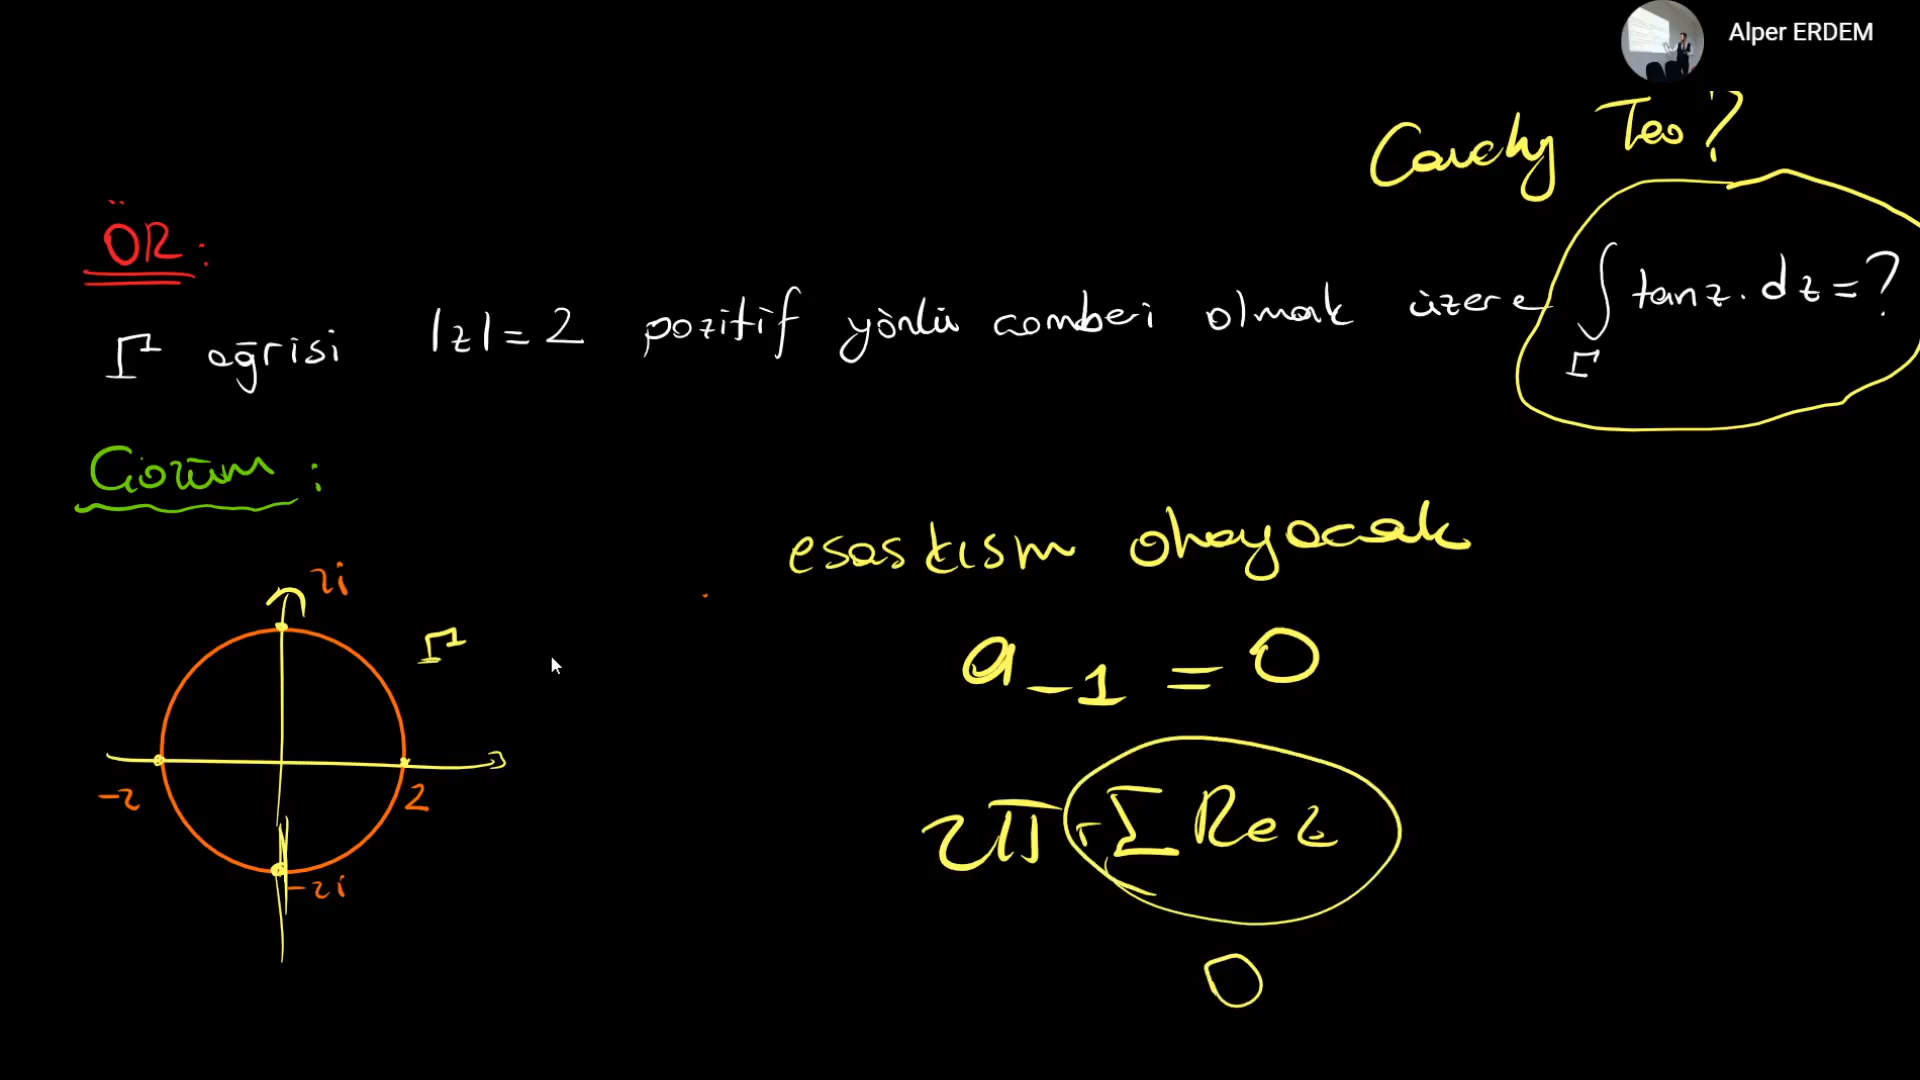 Alper ERDEM
Cauchy Teo?
ÖR:
Γ eğrisi |z| = 2 pozitif yönlü çemberi olmak üzere ∫ tanz.dz=?
Γ
Çözüm:
esas kısım olmayacak
2i
Γ
a₋₁ = 0
-2
2
2πi ΣRez
-2i
0